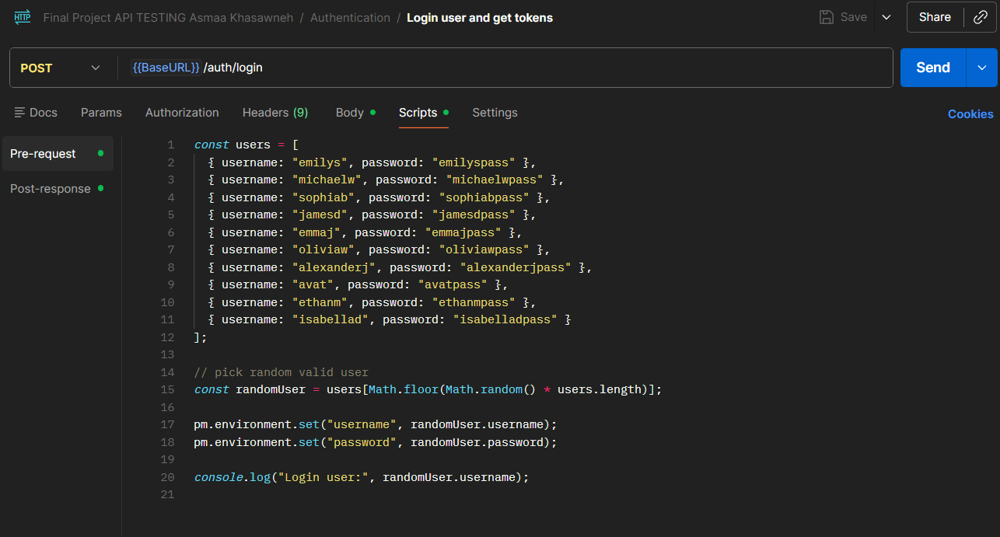 HTTP Final Project API TESTING Asmaa Khasawneh / Authentication / Login user and get tokens Save Share
POST {{BaseURL}} /auth/login Send
Docs Params Authorization Headers (9) Body Scripts Settings Cookies
Pre-request
Post-response
1 const users = [
2 { username: "emilys", password: "emilyspass" },
3 { username: "michaelw", password: "michaelwpass" },
4 { username: "sophiab", password: "sophiabpass" },
5 { username: "jamesd", password: "jamesdpass" },
6 { username: "emmaj", password: "emmajpass" },
7 { username: "oliviaw", password: "oliviawpass" },
8 { username: "alexanderj", password: "alexanderjpass" },
9 { username: "avat", password: "avatpass" },
10 { username: "ethanm", password: "ethanmpass" },
11 { username: "isabellad", password: "isabelladpass" }
12 ];
13
14 // pick random valid user
15 const randomUser = users[Math.floor(Math.random() * users.length)];
16
17 pm.environment.set("username", randomUser.username);
18 pm.environment.set("password", randomUser.password);
19
20 console.log("Login user:", randomUser.username);
21